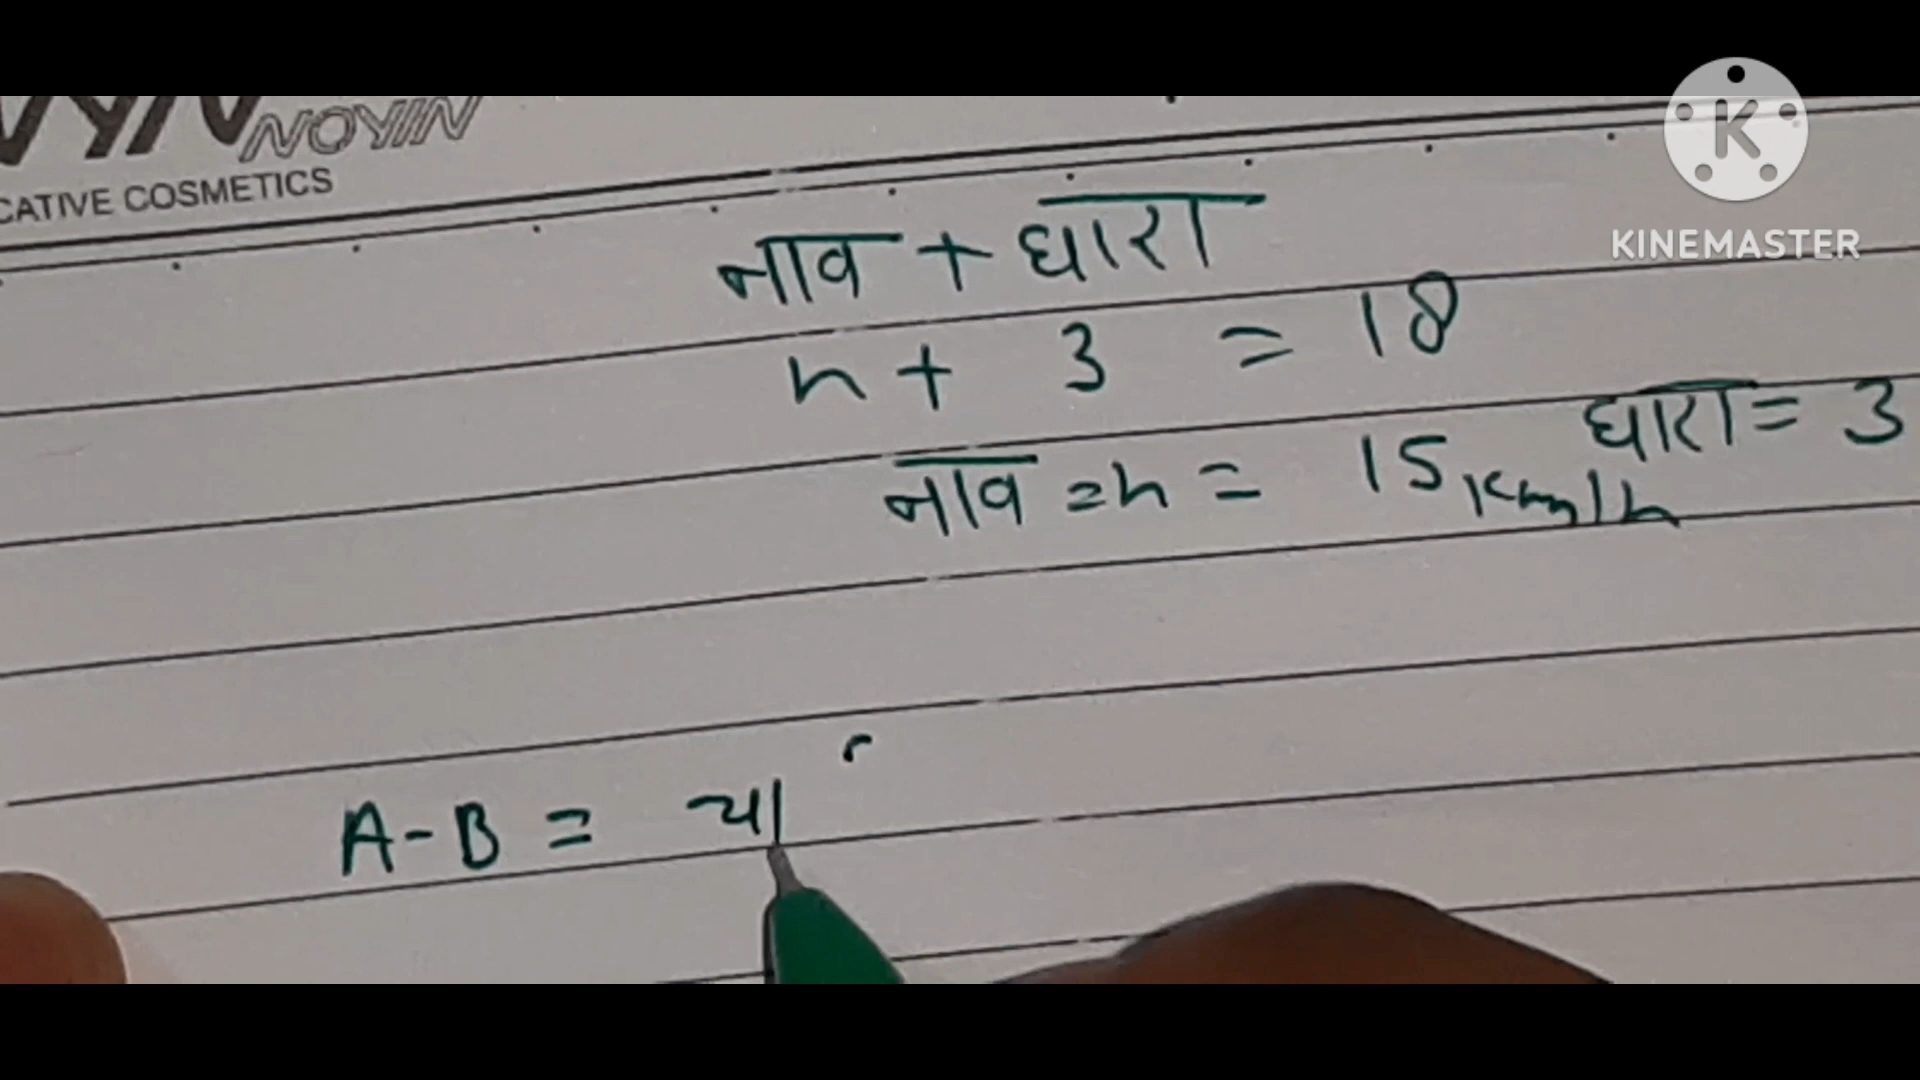 NOYIN
CATIVE COSMETICS
K
KINEMASTER
नाव + धारा
n + 3 = 18
धारा = 3
नाव = n = 15 Km/h
A - B =